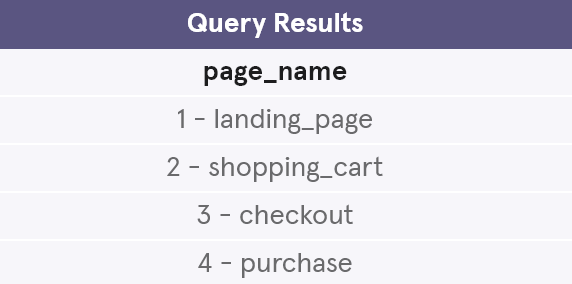 Query Results
page_name
1 - landing_page
2 - shopping_cart
3 - checkout
4 - purchase